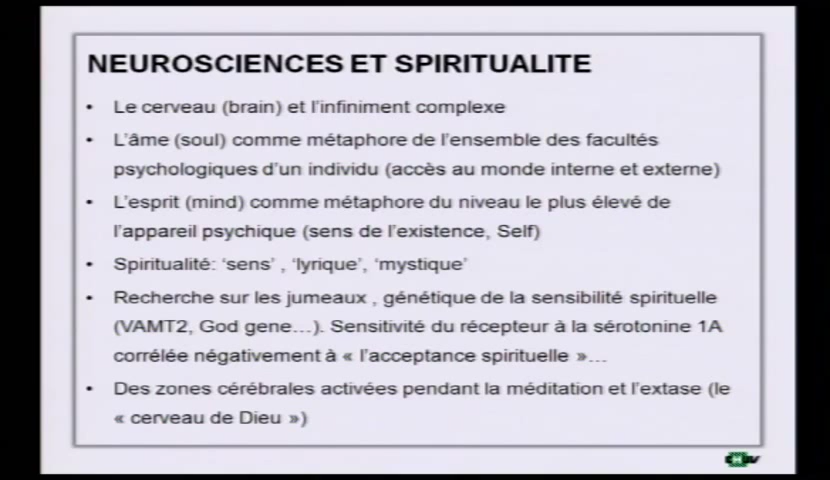 NEUROSCIENCES ET SPIRITUALITE
• Le cerveau (brain) et l'infiniment complexe
• L'âme (soul) comme métaphore de l'ensemble des facultés
psychologiques d'un individu (accès au monde interne et externe)
• L'esprit (mind) comme métaphore du niveau le plus élevé de
l'appareil psychique (sens de l'existence, Self)
• Spiritualité: 'sens' , 'lyrique', 'mystique'
• Recherche sur les jumeaux , génétique de la sensibilité spirituelle
(VAMT2, God gene…). Sensitivité du récepteur à la sérotonine 1A
corrélée négativement à « l'acceptance spirituelle »…
• Des zones cérébrales activées pendant la méditation et l'extase (le
« cerveau de Dieu »)